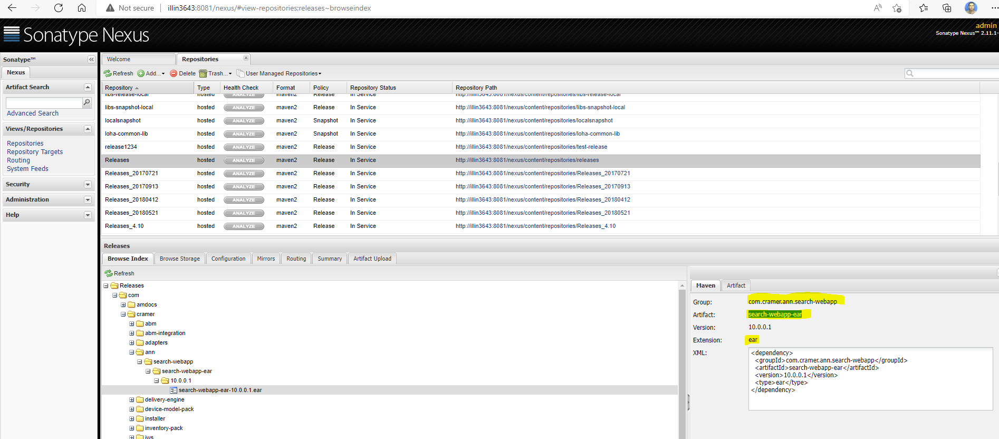 Not secure illin3643:8081/nexus/#view-repositories;releases~browseindex
Sonatype Nexus
admin
Sonatype Nexus™ 2.11.1-
Sonatype™
Nexus
Artifact Search
Advanced Search
Views/Repositories
Repositories
Repository Targets
Routing
System Feeds
Security
Administration
Help
Welcome Repositories
Refresh Add... Delete Trash... User Managed Repositories
Repository Type Health Check Format Policy Repository Status Repository Path
libs-release-local hosted ANALYZE maven2 Release In Service http://illin3643:8081/nexus/content/repositories/libs-release-local
libs-snapshot-local hosted ANALYZE maven2 Release In Service http://illin3643:8081/nexus/content/repositories/libs-snapshot-local
localsnapshot hosted ANALYZE maven2 Snapshot In Service http://illin3643:8081/nexus/content/repositories/localsnapshot
loha-common-lib hosted ANALYZE maven2 Snapshot In Service http://illin3643:8081/nexus/content/repositories/loha-common-lib
release1234 hosted ANALYZE maven2 Release In Service http://illin3643:8081/nexus/content/repositories/test-release
Releases hosted ANALYZE maven2 Release In Service http://illin3643:8081/nexus/content/repositories/releases
Releases_20170721 hosted ANALYZE maven2 Release In Service http://illin3643:8081/nexus/content/repositories/Releases_20170721
Releases_20170913 hosted ANALYZE maven2 Release In Service http://illin3643:8081/nexus/content/repositories/Releases_20170913
Releases_20180412 hosted ANALYZE maven2 Release In Service http://illin3643:8081/nexus/content/repositories/Releases_20180412
Releases_20180521 hosted ANALYZE maven2 Release In Service http://illin3643:8081/nexus/content/repositories/Releases_20180521
Releases_4.10 hosted ANALYZE maven2 Release In Service http://illin3643:8081/nexus/content/repositories/Releases_4.10
Releases
Browse Index Browse Storage Configuration Mirrors Routing Summary Artifact Upload
Refresh
Releases
com
amdocs
cramer
abm
abm-integration
adapters
ann
search-webapp
search-webapp-ear
10.0.0.1
search-webapp-ear-10.0.0.1.ear
delivery-engine
device-model-pack
installer
inventory-pack
iws
Maven Artifact
Group: com.cramer.ann.search-webapp
Artifact: search-webapp-ear
Version: 10.0.0.1
Extension: ear
XML: <dependency>
<groupId>com.cramer.ann.search-webapp</groupId>
<artifactId>search-webapp-ear</artifactId>
<version>10.0.0.1</version>
<type>ear</type>
</dependency>